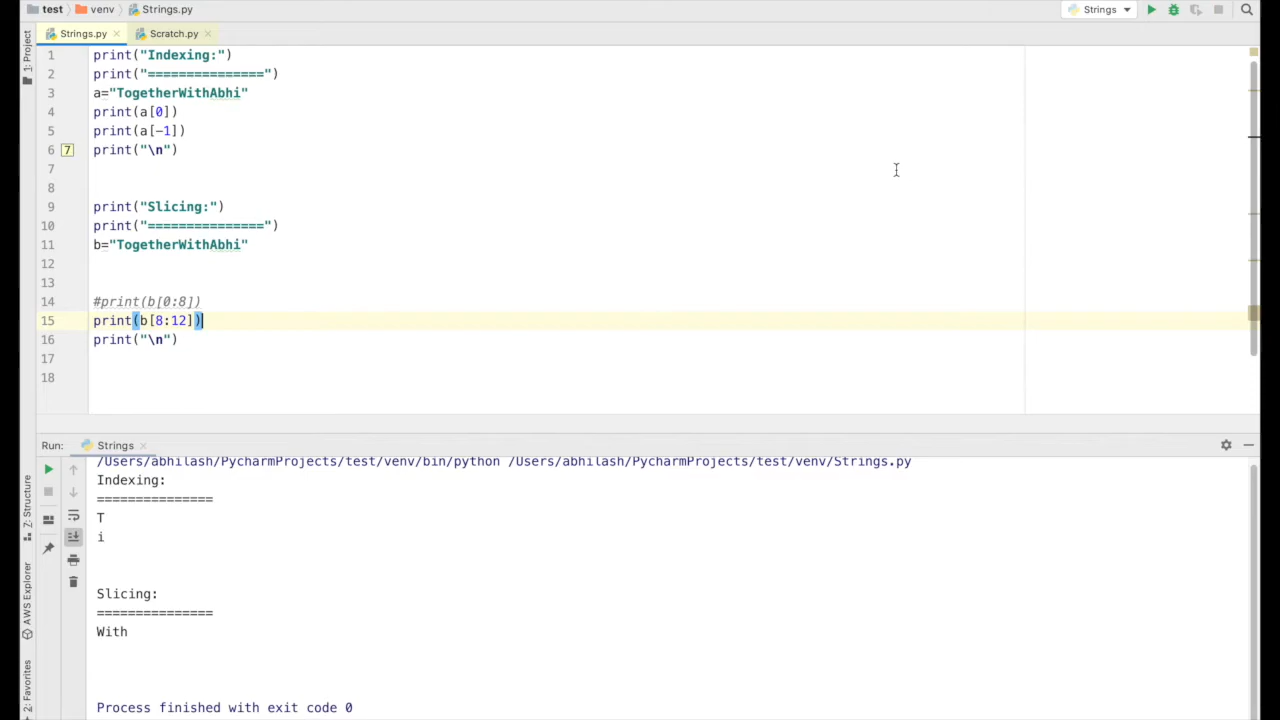 test venv Strings.py Strings
1: Project Strings.py Scratch.py
1 print("Indexing:")
2 print("===============")
3 a="TogetherWithAbhi"
4 print(a[0])
5 print(a[-1])
6 7 print("\n")
7
8
9 print("Slicing:")
10 print("===============")
11 b="TogetherWithAbhi"
12
13
14 #print(b[0:8])
15 print(b[8:12])
16 print("\n")
17
18
Run: Strings
/Users/abhilash/PycharmProjects/test/venv/bin/python /Users/abhilash/PycharmProjects/test/venv/Strings.py
Indexing:
===============
T
i
Slicing:
===============
With
Process finished with exit code 0
Z: Structure
AWS Explorer
2: Favorites